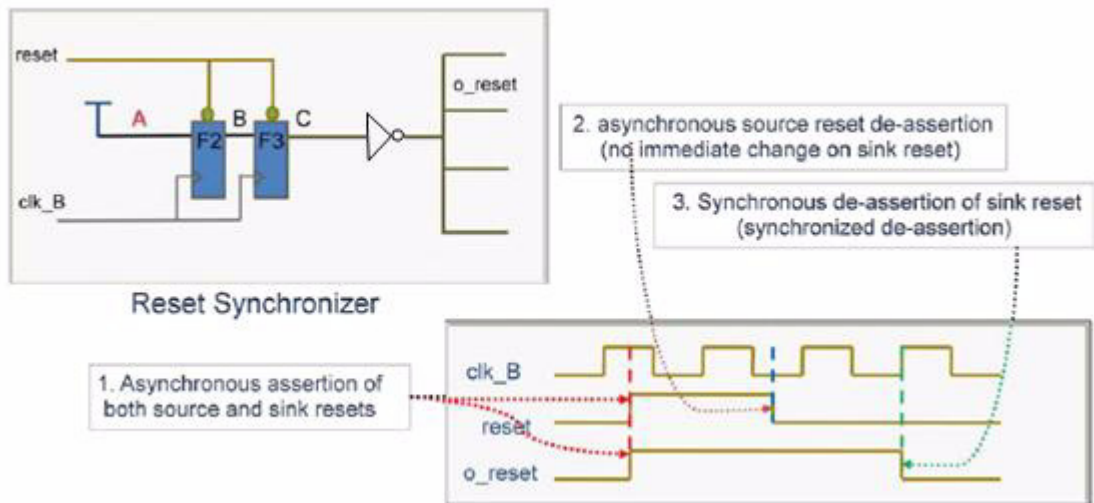 reset
A
B
C
F2
F3
o_reset
clk_B
Reset Synchronizer
2. asynchronous source reset de-assertion
(no immediate change on sink reset)
3. Synchronous de-assertion of sink reset
(synchronized de-assertion)
1. Asynchronous assertion of
both source and sink resets
clk_B
reset
o_reset